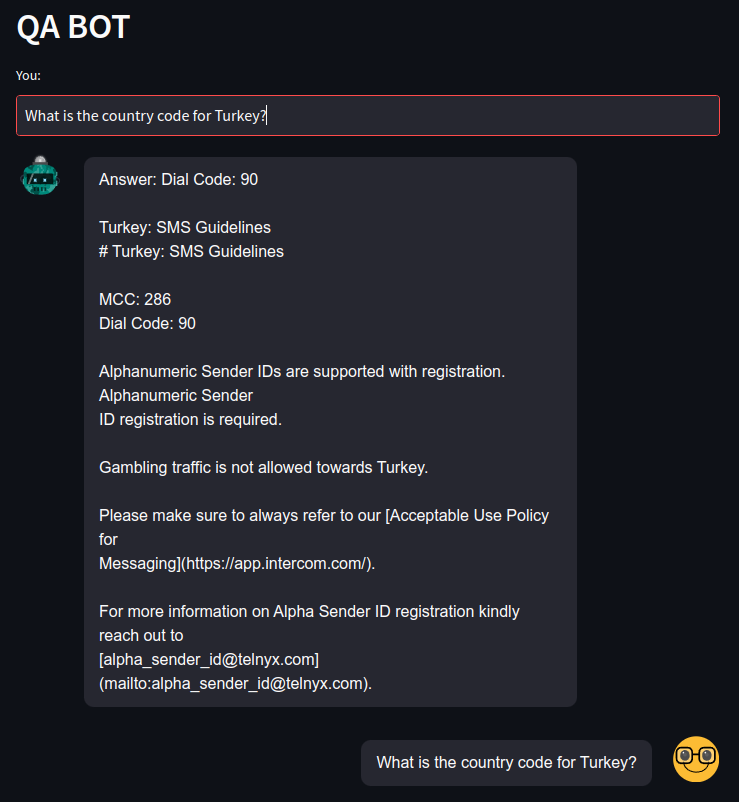 QA BOT
You:
What is the country code for Turkey?
Answer: Dial Code: 90
Turkey: SMS Guidelines
# Turkey: SMS Guidelines
MCC: 286
Dial Code: 90
Alphanumeric Sender IDs are supported with registration.
Alphanumeric Sender
ID registration is required.
Gambling traffic is not allowed towards Turkey.
Please make sure to always refer to our [Acceptable Use Policy
for
Messaging](https://app.intercom.com/).
For more information on Alpha Sender ID registration kindly
reach out to
[alpha_sender_id@telnyx.com]
(mailto:alpha_sender_id@telnyx.com).
What is the country code for Turkey?